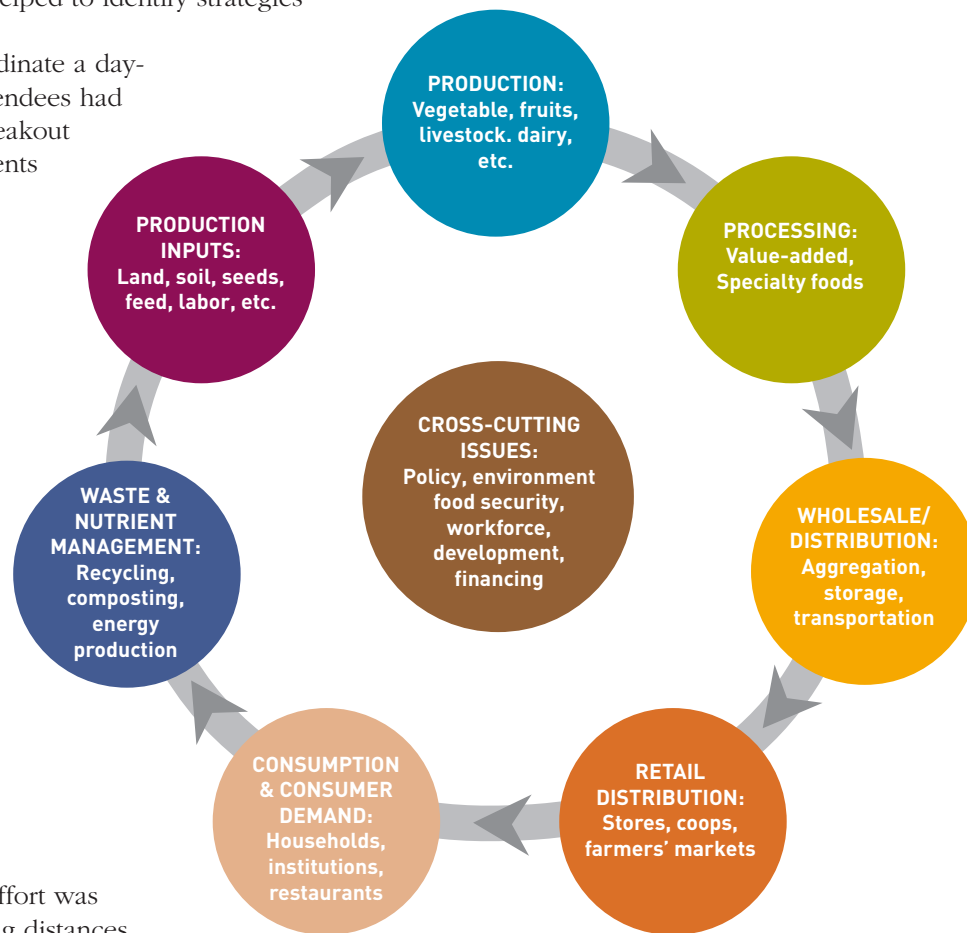 elped to identify strategies
dinate a day-
endees had
eakout
ents
PRODUCTION:
Vegetable, fruits,
livestock. dairy,
etc.
PROCESSING:
Value-added,
Specialty foods
WHOLESALE/
DISTRIBUTION:
Aggregation,
storage,
transportation
RETAIL
DISTRIBUTION:
Stores, coops,
farmers’ markets
CONSUMPTION
& CONSUMER
DEMAND:
Households,
institutions,
restaurants
WASTE &
NUTRIENT
MANAGEMENT:
Recycling,
composting,
energy
production
PRODUCTION
INPUTS:
Land, soil, seeds,
feed, labor, etc.
CROSS-CUTTING
ISSUES:
Policy, environment
food security,
workforce,
development,
financing
ffort was
g distances